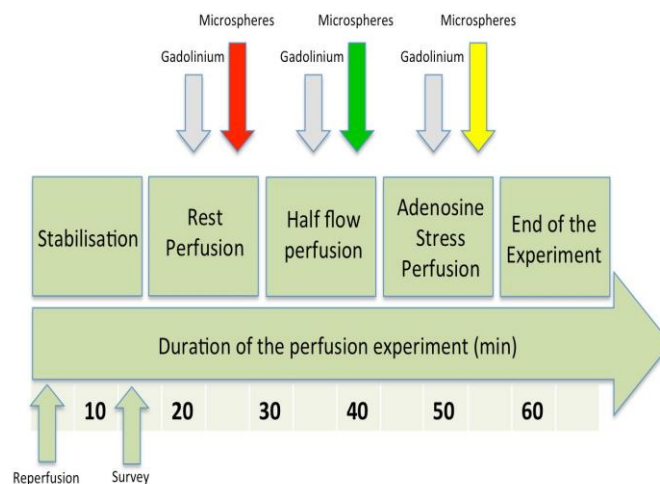 Microspheres Microspheres Microspheres
Gadolinium Gadolinium Gadolinium
Stabilisation
Rest
Perfusion
Half flow
perfusion
Adenosine
Stress
Perfusion
End of the
Experiment
Duration of the perfusion experiment (min)
10 20 30 40 50 60
Reperfusion Survey